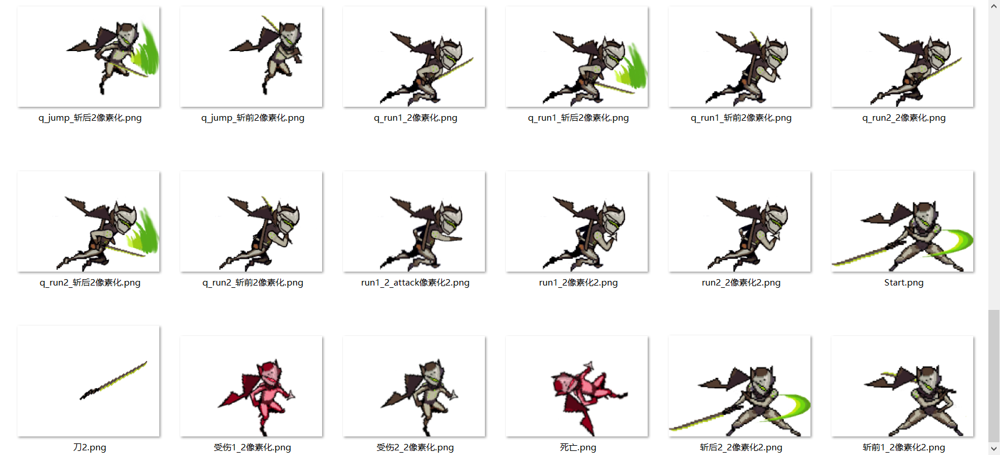 q_jump_斩后2像素化.png
q_jump_斩前2像素化.png
q_run1_2像素化.png
q_run1_斩后2像素化.png
q_run1_斩前2像素化.png
q_run2_2像素化.png
q_run2_斩后2像素化.png
q_run2_斩前2像素化.png
run1_2_attack像素化2.png
run1_2像素化2.png
run2_2像素化2.png
Start.png
刀2.png
受伤1_2像素化.png
受伤2_2像素化.png
死亡.png
斩后2_2像素化2.png
斩前1_2像素化2.png